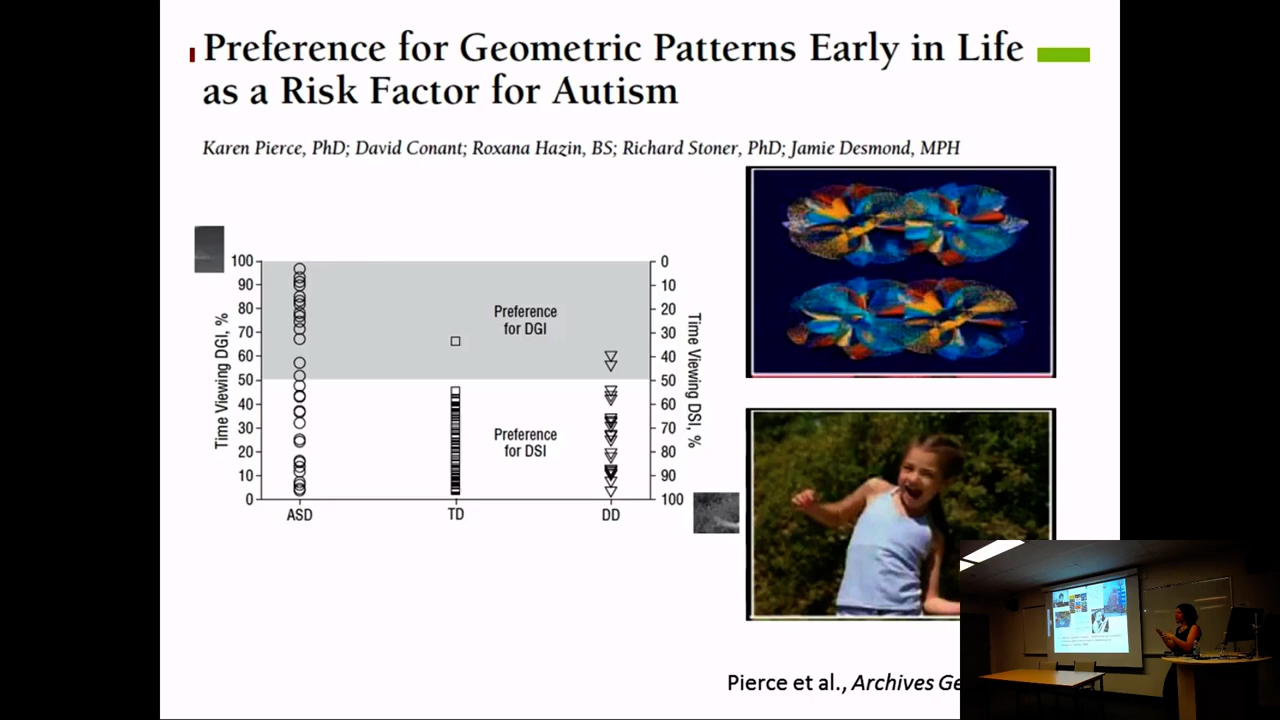 Preference for Geometric Patterns Early in Life
as a Risk Factor for Autism
Karen Pierce, PhD; David Conant; Roxana Hazin, BS; Richard Stoner, PhD; Jamie Desmond, MPH
Time Viewing DGI, %
100
90
80
70
60
50
40
30
20
10
0
Preference
for DGI
Preference
for DSI
0
10
20
30
40
50
60
70
80
90
100
Time Viewing DSI, %
ASD TD DD
Pierce et al., Archives Ge